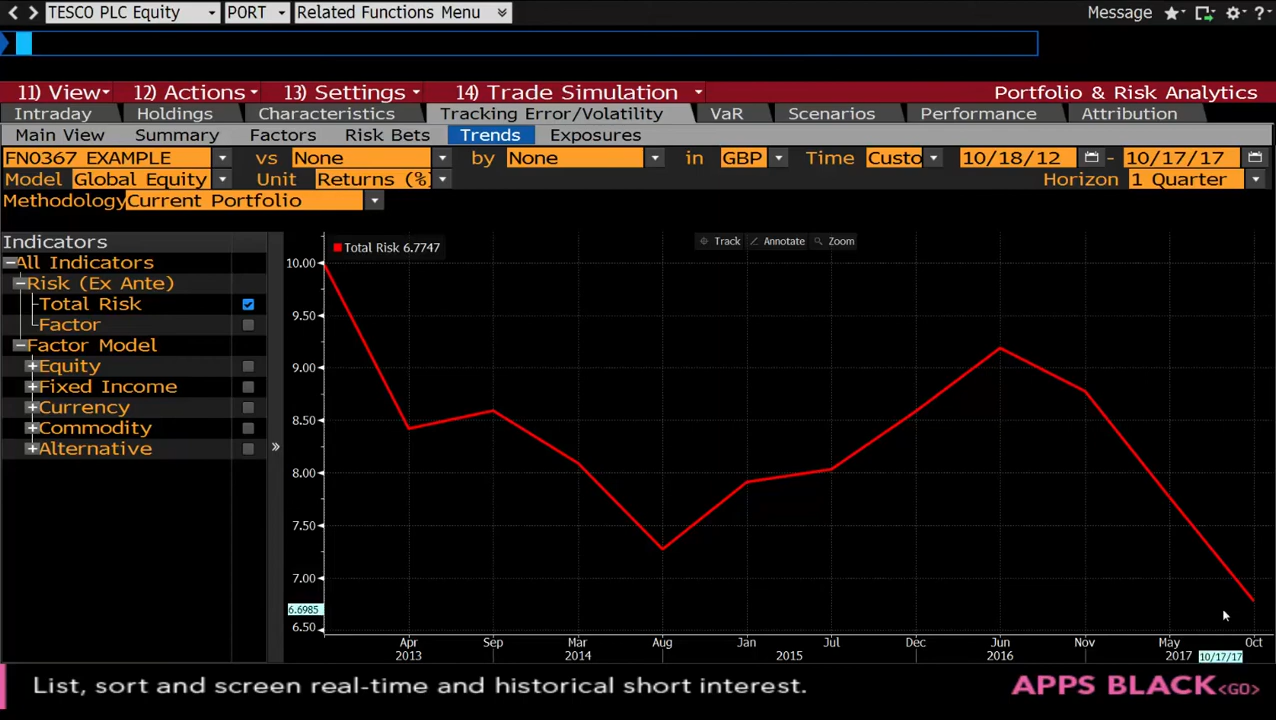 TESCO PLC Equity PORT Related Functions Menu Message
11) View 12) Actions 13) Settings 14) Trade Simulation Portfolio & Risk Analytics
Intraday Holdings Characteristics Tracking Error/Volatility VaR Scenarios Performance Attribution
Main View Summary Factors Risk Bets Trends Exposures
FN0367 EXAMPLE vs None by None in GBP Time Custo 10/18/12 - 10/17/17
Model Global Equity Unit Returns (%) Horizon 1 Quarter
Methodology Current Portfolio
Indicators
All Indicators
Risk (Ex Ante)
Total Risk
Factor
Factor Model
Equity
Fixed Income
Currency
Commodity
Alternative
Total Risk 6.7747
Track Annotate Zoom
10.00
9.50
9.00
8.50
8.00
7.50
7.00
6.6985
6.50
Apr Sep Mar Aug Jan Jul Dec Jun Nov May Oct
2013 2014 2015 2016 2017 10/17/17
List, sort and screen real-time and historical short interest. APPS BLACK <GO>